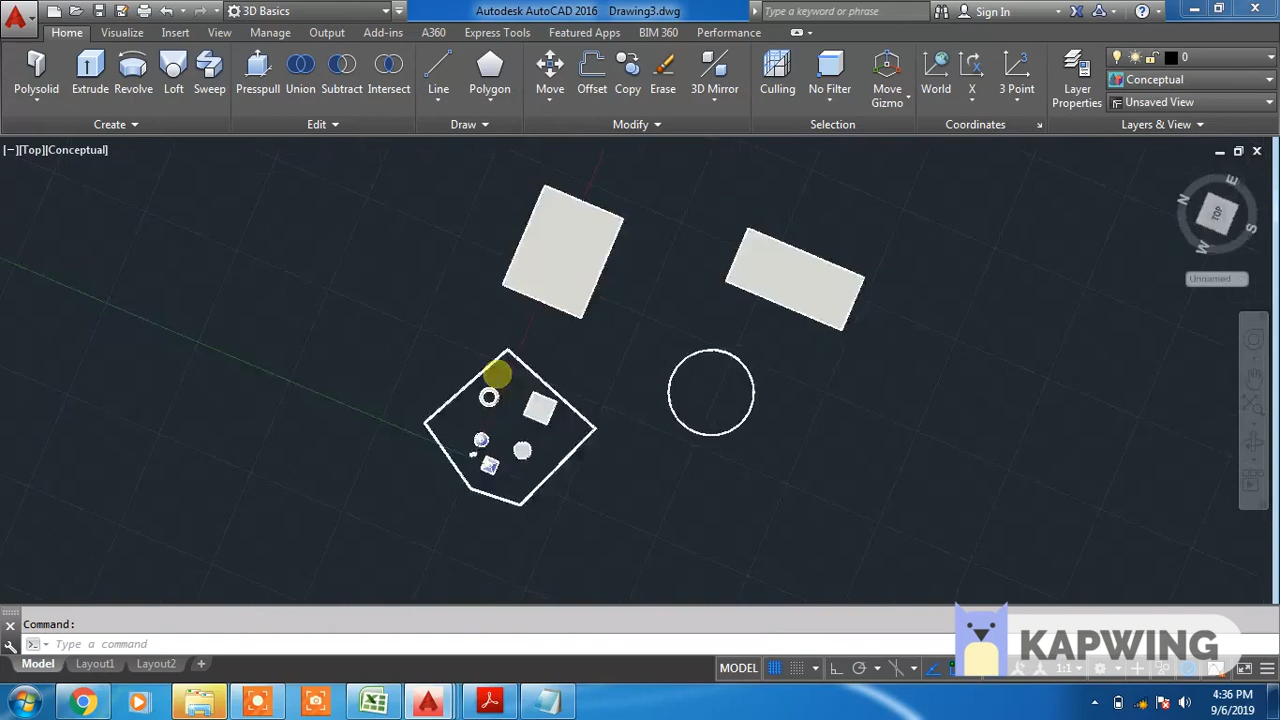 3D Basics
Autodesk AutoCAD 2016 Drawing3.dwg
Type a keyword or phrase
Sign In
Home Visualize Insert View Manage Output Add-ins A360 Express Tools Featured Apps BIM 360 Performance
Polysolid Extrude Revolve Loft Sweep Presspull Union Subtract Intersect Line Polygon Move Offset Copy Erase 3D Mirror Culling No Filter Move Gizmo World X 3 Point Layer Properties
0
Conceptual
Unsaved View
Create Edit Draw Modify Selection Coordinates Layers & View
[−][Top][Conceptual]
N E
TOP
W S
Unnamed
Command:
Type a command
KAPWING
Model Layout1 Layout2 +
MODEL 1:1
4:36 PM
9/6/2019